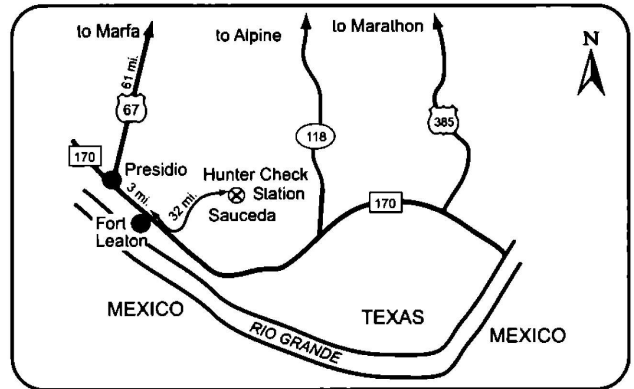 to Marfa
to Alpine
to Marathon
N
61 mi.
67
118
385
170
Presidio
3 mi.
32 mi.
Hunter Check
Station
Sauceda
170
Fort
Leaton
MEXICO
RIO GRANDE
TEXAS
MEXICO